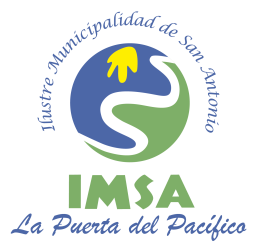 Ilustre Municipalidad de San Antonio
IMSA
La Puerta del Pacífico